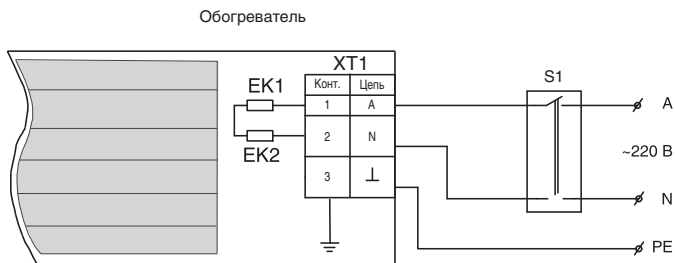 Обогреватель
XT1
Конт. Цепь
EK1
1 A
EK2
2 N
3 ⊥
S1
A
~220 В
N
PE